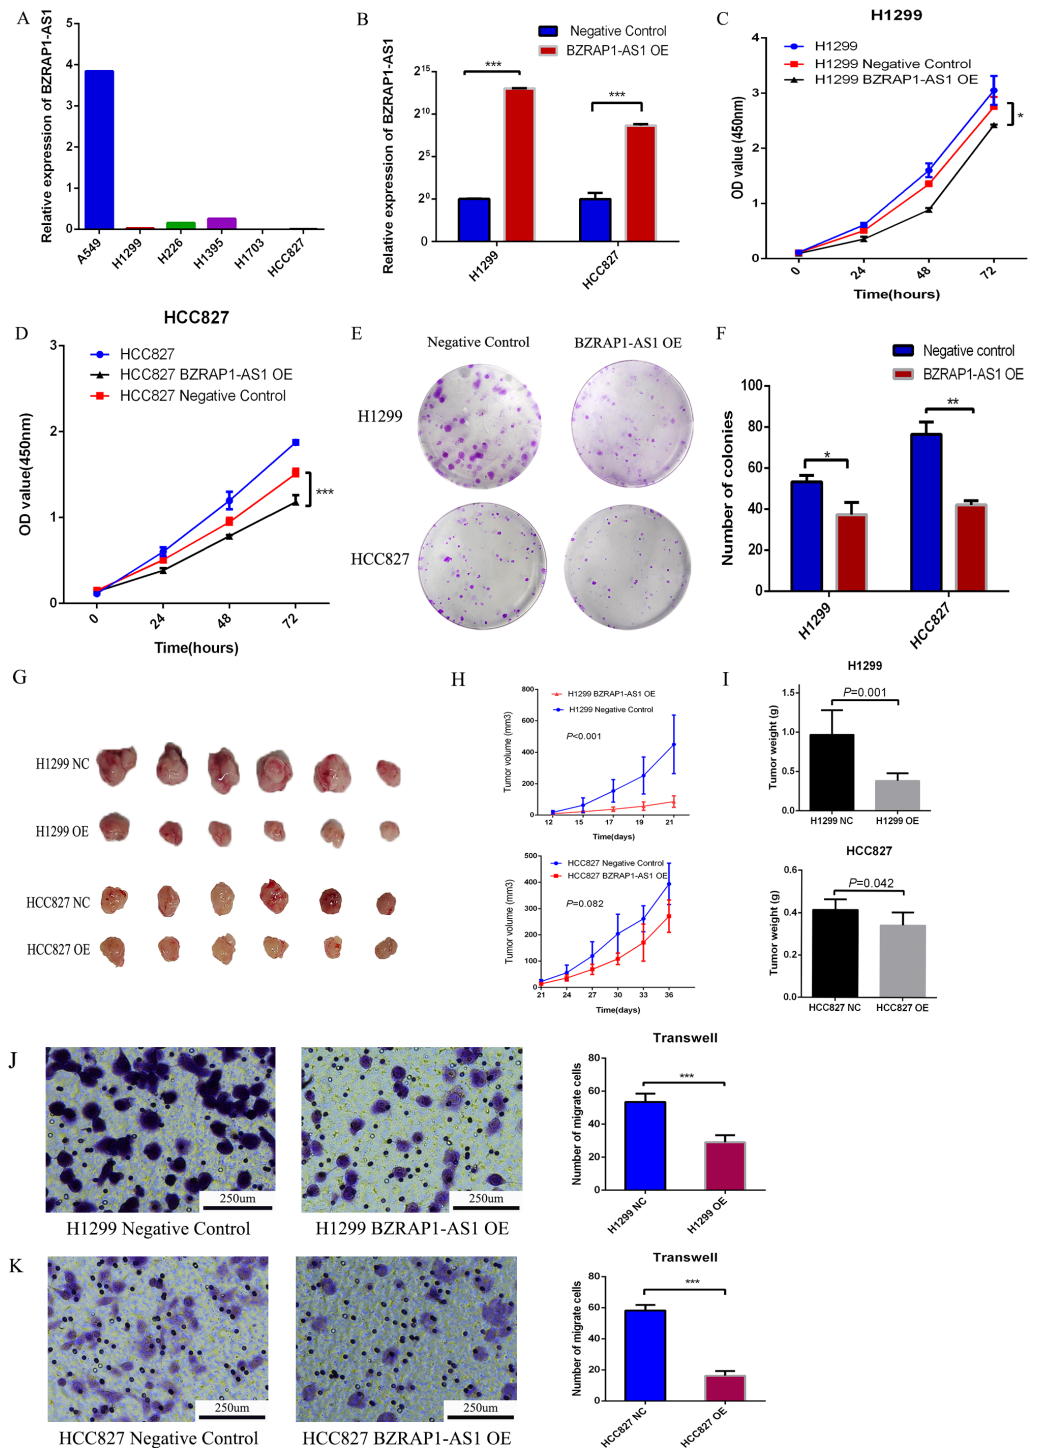 A
Relative expression of BZRAP1-AS1
5
4
3
2
1
0
A549
H1299
H226
H1395
H1703
HCC827
B
Negative Control
BZRAP1-AS1 OE
Relative expression of BZRAP1-AS1
2^15
2^10
2^5
2^0
0
***
***
H1299
HCC827
C
H1299
H1299
H1299 Negative Control
H1299 BZRAP1-AS1 OE
OD value (450nm)
4
3
2
1
0
*
0
24
48
72
Time(hours)
D
HCC827
HCC827
HCC827 BZRAP1-AS1 OE
HCC827 Negative Control
OD value(450nm)
3
2
1
0
***
0
24
48
72
Time(hours)
E
Negative Control
BZRAP1-AS1 OE
H1299
HCC827
F
Negative control
BZRAP1-AS1 OE
Number of colonies
100
80
60
40
20
0
*
**
H1299
HCC827
G
H1299 NC
H1299 OE
HCC827 NC
HCC827 OE
H
H1299 BZRAP1-AS1 OE
H1299 Negative Control
P<0.001
Tumor volume (mm3)
800
600
400
200
0
12 15 17 19 21
Time(days)
HCC827 Negative Control
HCC827 BZRAP1-AS1 OE
P=0.082
Tumor volume (mm3)
500
400
300
200
100
0
21 24 27 30 33 36
Time(days)
I
H1299
P=0.001
Tumor weight (g)
1.5
1.0
0.5
0.0
H1299 NC H1299 OE
HCC827
P=0.042
Tumor weight (g)
0.6
0.4
0.2
0.0
HCC827 NC HCC827 OE
J
250um
250um
H1299 Negative Control
H1299 BZRAP1-AS1 OE
Transwell
Number of migrate cells
80
60
40
20
0
***
H1299 NC
H1299 OE
K
250um
250um
HCC827 Negative Control
HCC827 BZRAP1-AS1 OE
Transwell
Number of migrate cells
80
60
40
20
0
***
HCC827 NC
HCC827 OE